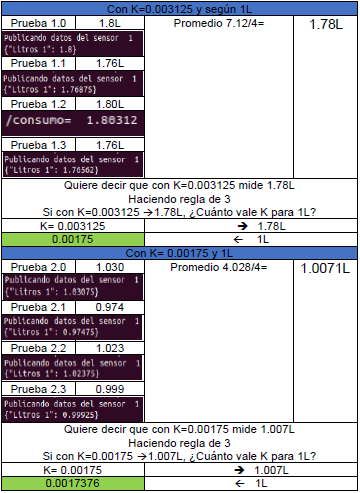 Con K=0.003125 y según 1L
Prueba 1.0 1.8L Promedio 7.12/4= 1.78L
Publicando datos del sensor 1
{"Litros 1": 1.8}
Prueba 1.1 1.76L
Publicando datos del sensor 1
{"Litros 1": 1.76875}
Prueba 1.2 1.80L
/consumo= 1.80312
Prueba 1.3 1.76L
Publicando datos del sensor 1
{"Litros 1": 1.76562}
Quiere decir que con K=0.003125 mide 1.78L
Haciendo regla de 3
Si con K=0.003125 →1.78L, ¿Cuánto vale K para 1L?
K= 0.003125 → 1.78L
0.00175 ← 1L
Con K= 0.00175 y 1L
Prueba 2.0 1.030 Promedio 4.028/4= 1.0071L
Publicando datos del sensor 1
{"Litros 1": 1.03075}
Prueba 2.1 0.974
Publicando datos del sensor 1
{"Litros 1": 0.97475}
Prueba 2.2 1.023
Publicando datos del sensor 1
{"Litros 1": 1.02375}
Prueba 2.3 0.999
Publicando datos del sensor 1
{"Litros 1": 0.99925}
Quiere decir que con K=0.00175 mide 1.007L
Haciendo regla de 3
Si con K=0.00175 →1.007L, ¿Cuánto vale K para 1L?
K= 0.00175 → 1.007L
0.0017376 ← 1L